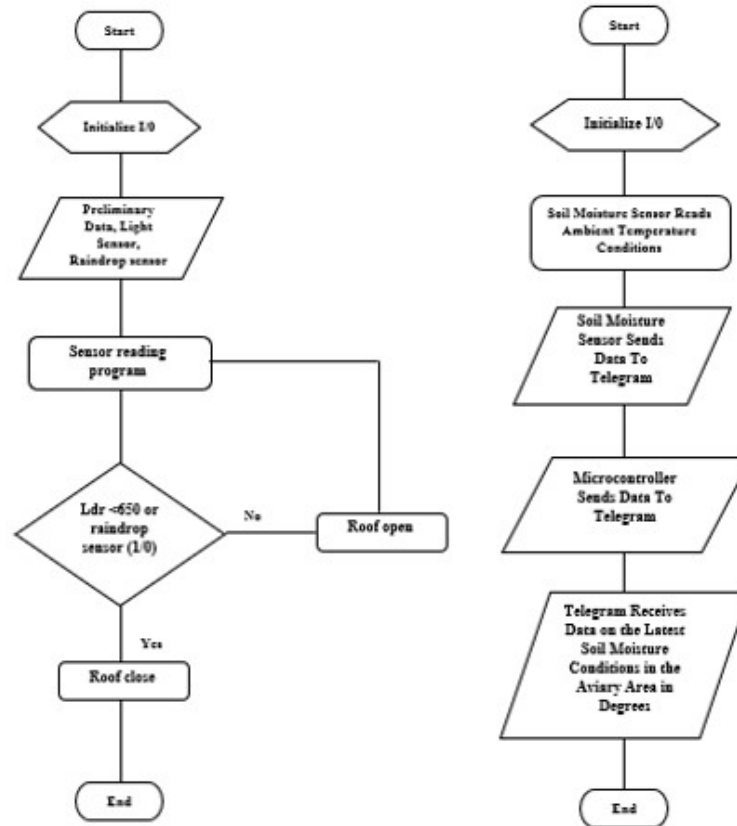 Start
Initialize I/0
Preliminary
Data, Light
Sensor,
Raindrop sensor
Sensor reading
program
Ldr <650 or
raindrop
sensor (1/0)
No
Roof open
Yes
Roof close
End
Start
Initialize I/0
Soil Moisture Sensor Reads
Ambient Temperature
Conditions
Soil Moisture
Sensor Sends
Data To
Telegram
Microcontroller
Sends Data To
Telegram
Telegram Receives
Data on the Latest
Soil Moisture
Conditions in the
Aviary Area in
Degrees
End